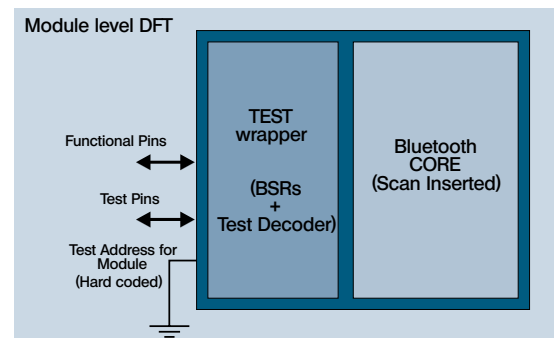 Module level DFT
TEST
wrapper
(BSRs
+
Test Decoder)
Bluetooth
CORE
(Scan Inserted)
Functional Pins
Test Pins
Test Address for
Module
(Hard coded)